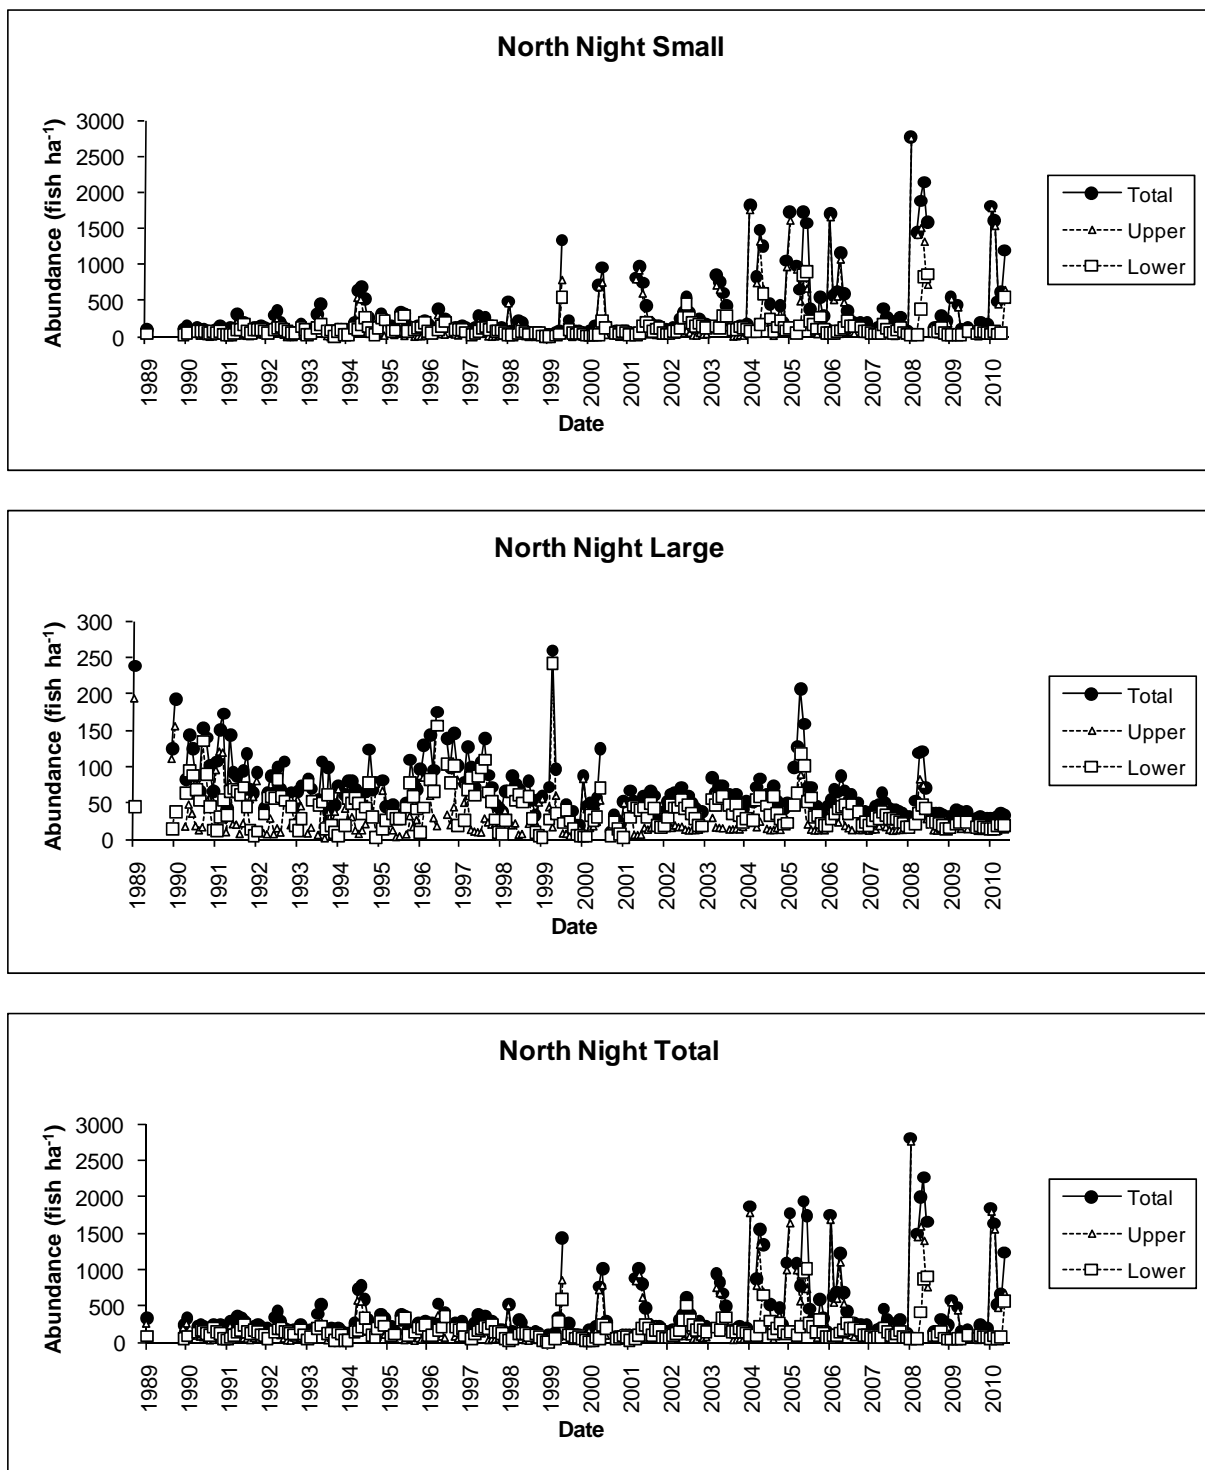 North Night Small
3000
2500
2000
1500
1000
500
0
Abundance (fish ha⁻¹)
1989 1990 1991 1992 1993 1994 1995 1996 1997 1998 1999 2000 2001 2002 2003 2004 2005 2006 2007 2008 2009 2010
Date
Total
Upper
Lower
North Night Large
300
250
200
150
100
50
0
Abundance (fish ha⁻¹)
1989 1990 1991 1992 1993 1994 1995 1996 1997 1998 1999 2000 2001 2002 2003 2004 2005 2006 2007 2008 2009 2010
Date
Total
Upper
Lower
North Night Total
3000
2500
2000
1500
1000
500
0
Abundance (fish ha⁻¹)
1989 1990 1991 1992 1993 1994 1995 1996 1997 1998 1999 2000 2001 2002 2003 2004 2005 2006 2007 2008 2009 2010
Date
Total
Upper
Lower